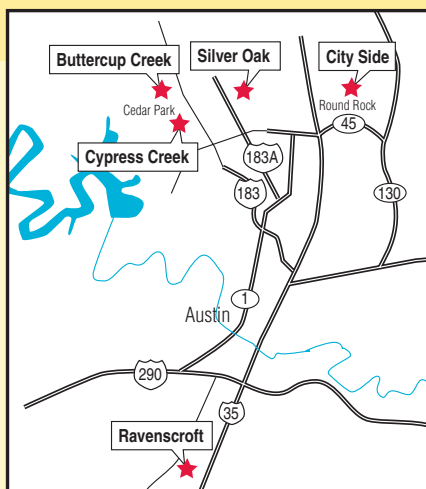 Buttercup Creek
Silver Oak
City Side
Cedar Park
Round Rock
45
Cypress Creek
183A
183
130
1
Austin
290
35
Ravenscroft